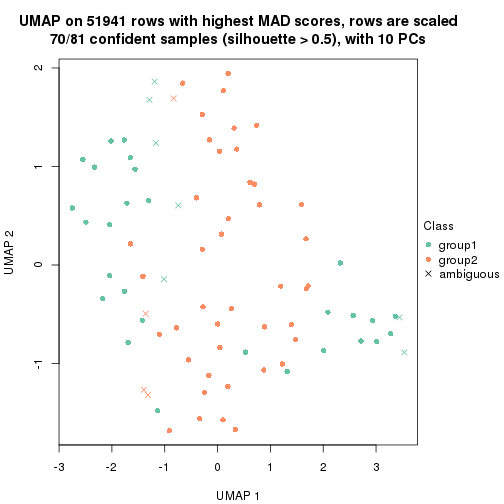 UMAP on 51941 rows with highest MAD scores, rows are scaled
70/81 confident samples (silhouette > 0.5), with 10 PCs
2
1
0
-1
UMAP 2
-3
-2
-1
0
1
2
3
UMAP 1
Class
group1
group2
ambiguous